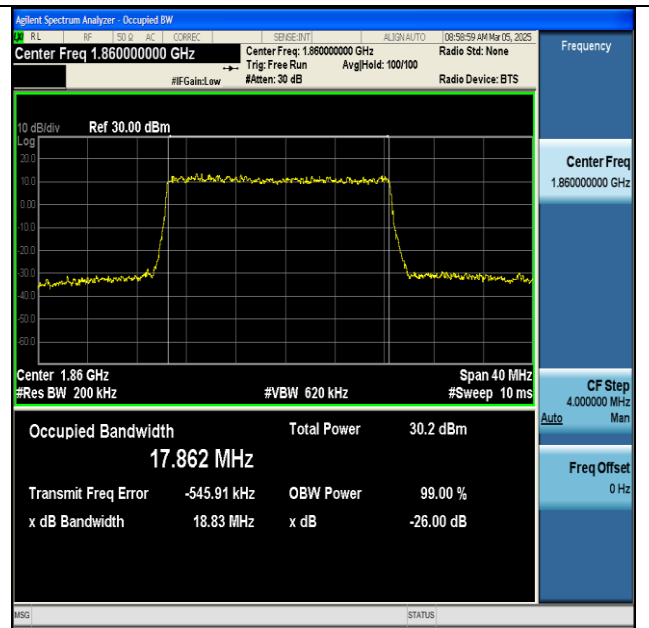 Agilent Spectrum Analyzer - Occupied BW
LXI RL RF 50 Ω AC CORREC SENSE:INT ALIGN AUTO 08:58:59 AM Mar 05, 2025
Center Freq 1.860000000 GHz
Center Freq: 1.860000000 GHz
Radio Std: None
Trig: Free Run Avg|Hold: 100/100
#IFGain:Low
#Atten: 30 dB
Radio Device: BTS
10 dB/div Ref 30.00 dBm
Log
20.0
10.0
0.00
-10.0
-20.0
-30.0
-40.0
-50.0
-60.0
Center 1.86 GHz
Span 40 MHz
#Res BW 200 kHz
#VBW 620 kHz
#Sweep 10 ms
Occupied Bandwidth
Total Power 30.2 dBm
17.862 MHz
Transmit Freq Error -545.91 kHz
OBW Power 99.00 %
x dB Bandwidth 18.83 MHz
x dB -26.00 dB
MSG
STATUS
Frequency
Center Freq
1.860000000 GHz
CF Step
4.000000 MHz
Auto Man
Freq Offset
0 Hz